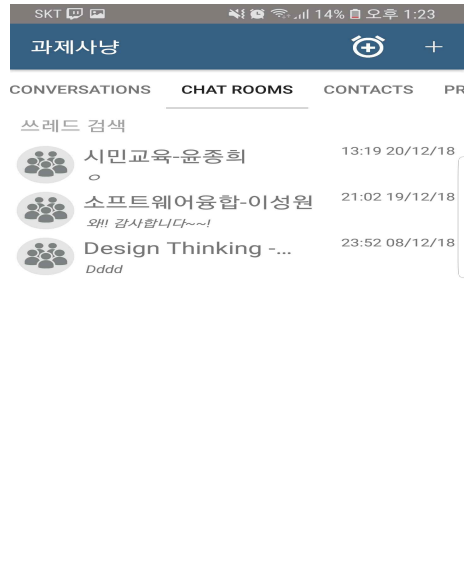 SKT 14% 오후 1:23
과제사냥
CONVERSATIONS CHAT ROOMS CONTACTS PR
쓰레드 검색
시민교육-윤종희 13:19 20/12/18
ㅇ
소프트웨어융합-이성원 21:02 19/12/18
와!! 감사합니다~~!
Design Thinking -... 23:52 08/12/18
Dddd